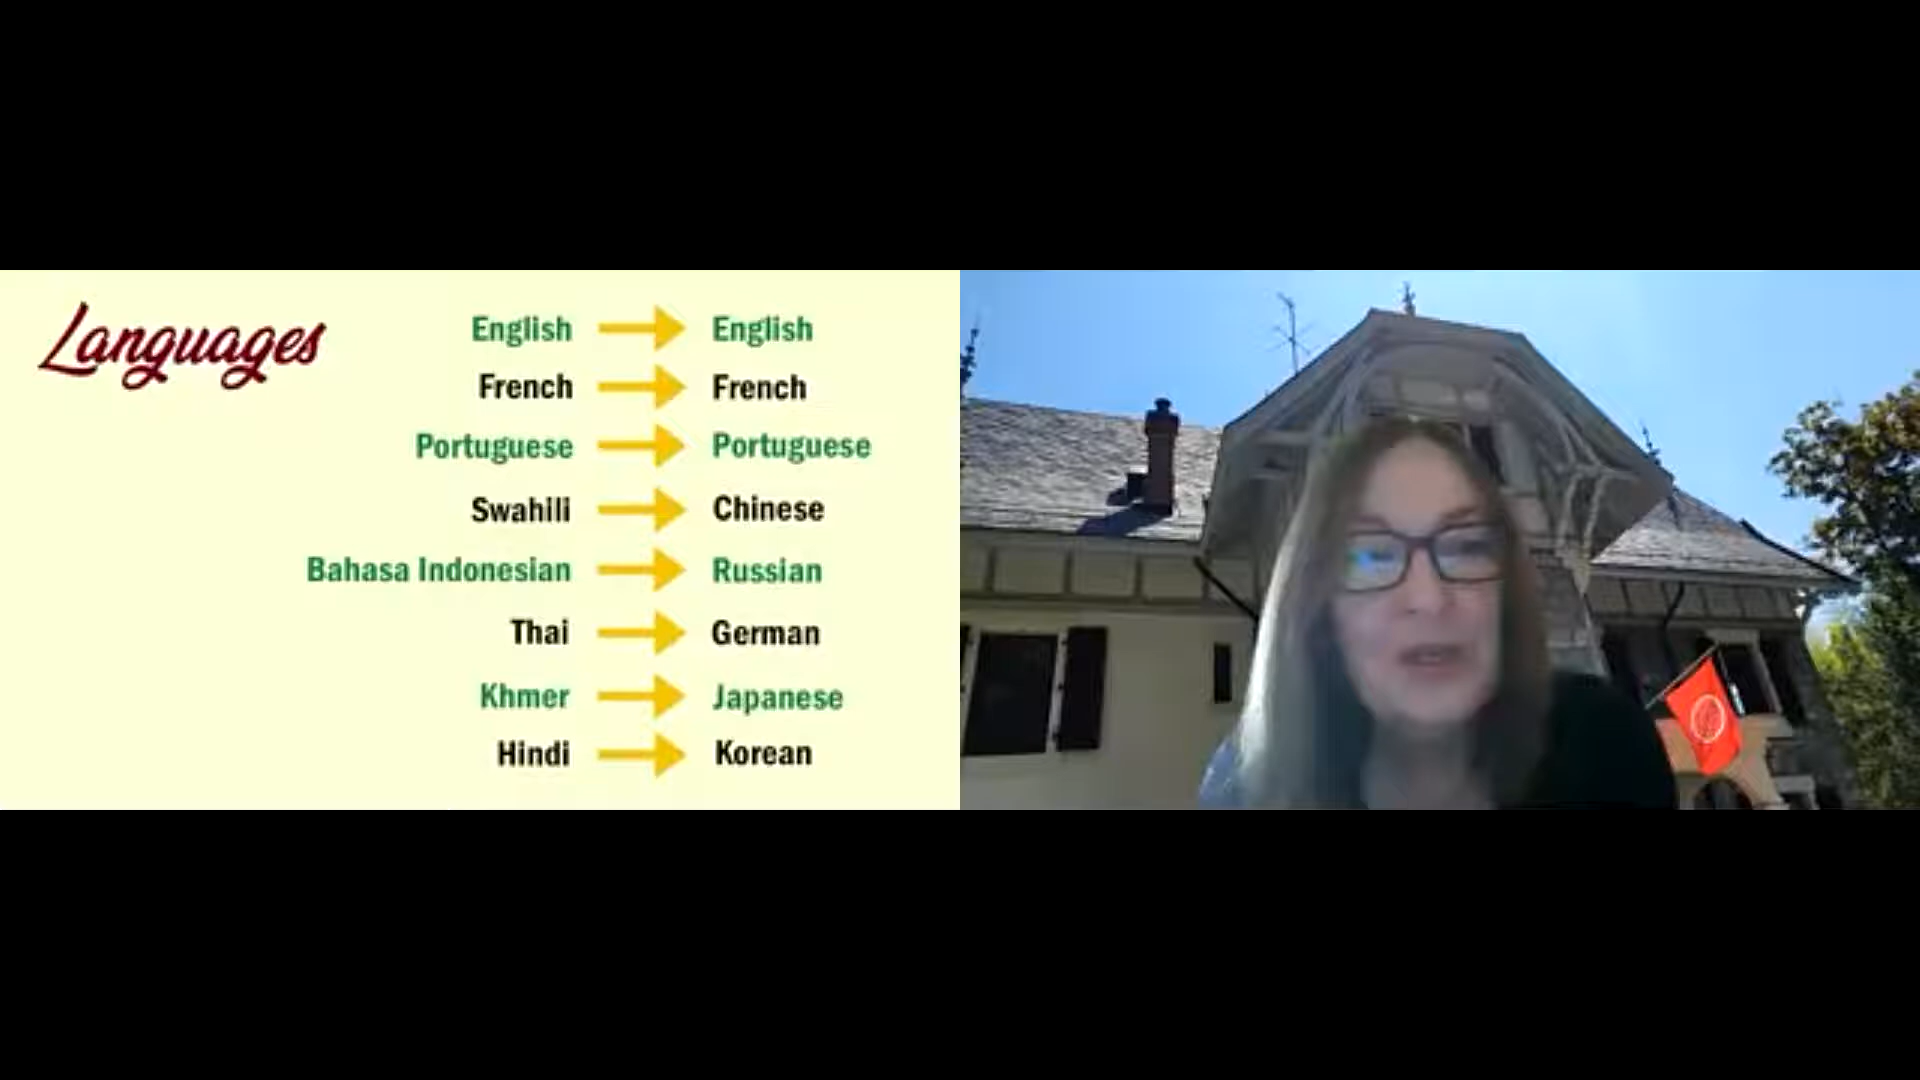 Languages
English → English
French → French
Portuguese → Portuguese
Swahili → Chinese
Bahasa Indonesian → Russian
Thai → German
Khmer → Japanese
Hindi → Korean